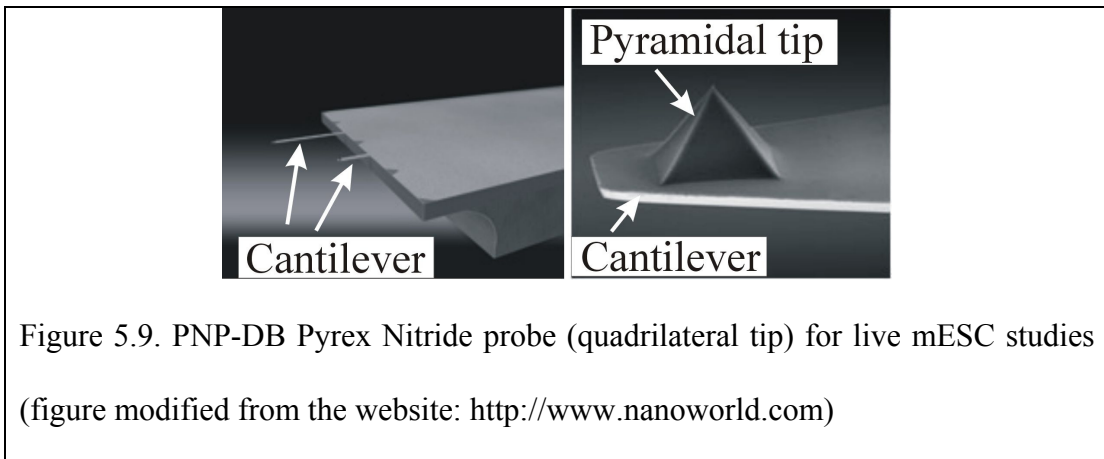 Pyramidal tip
Cantilever
Cantilever
Figure 5.9. PNP-DB Pyrex Nitride probe (quadrilateral tip) for live mESC studies
(figure modified from the website: http://www.nanoworld.com)